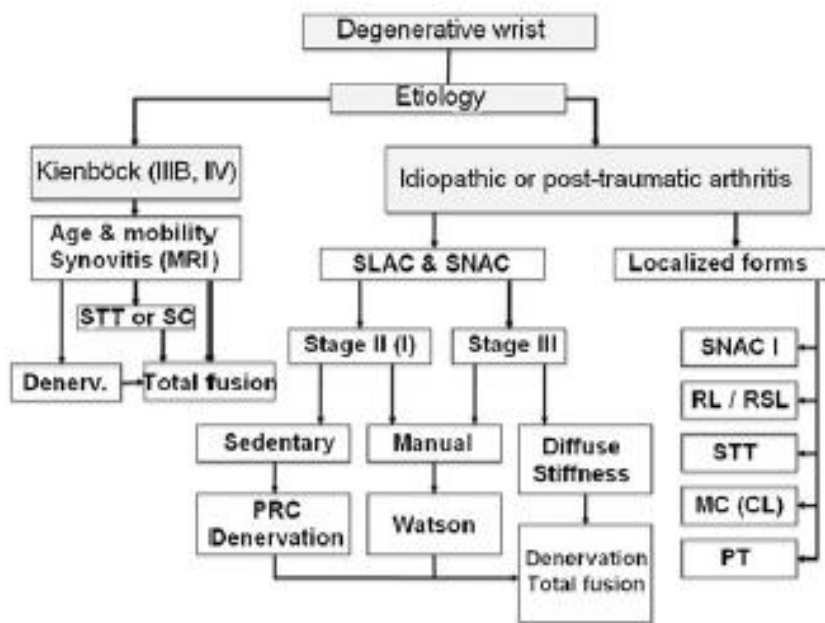 Degenerative wrist
Etiology
Kienböck (IIIB, IIV)
Idiopathic or post-traumatic arthritis
Age & mobility/
Synovitis (MRI)
SLAC & SNAC
Localized forms
STT or SC
Stage II (I)
Stage III
SNAC I
Denerv.
Total fusion
RL / RSL
Sedentary
Manual
Diffuse
Stiffness
STT
PRC
Denervation
Watson
MC (CL)
Denervation
Total fusion
PT